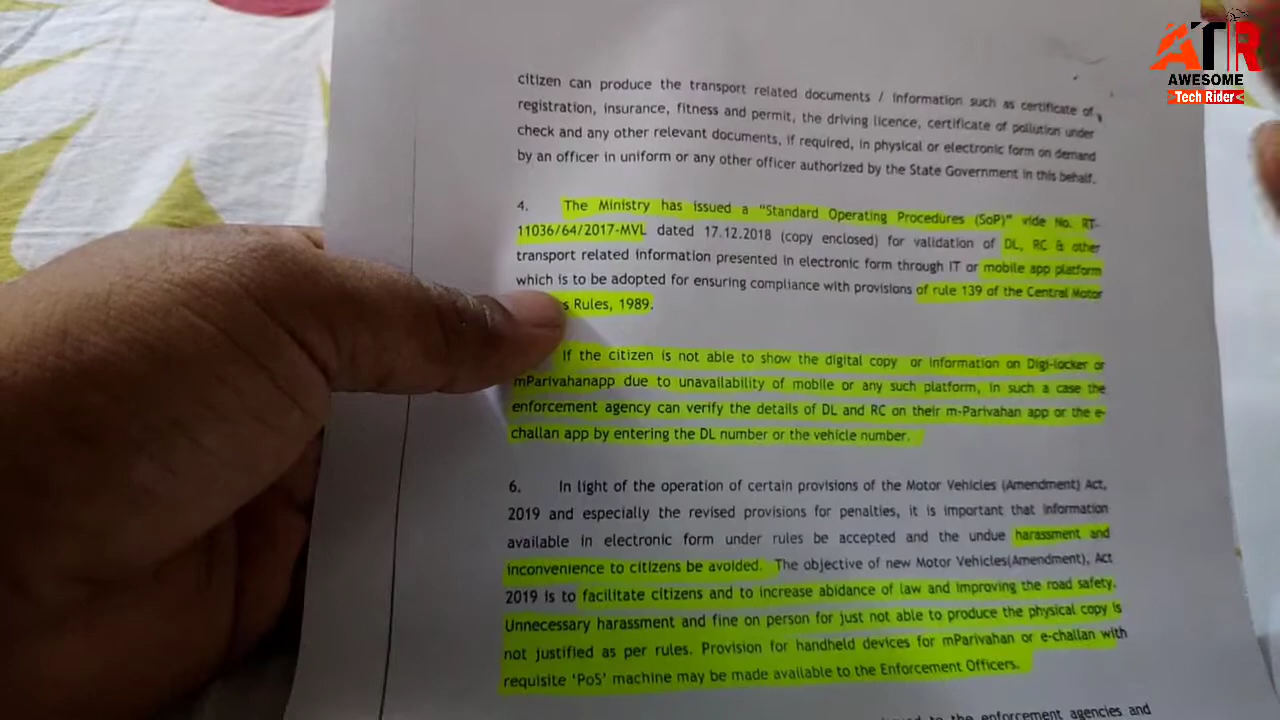 ATR
AWESOME
Tech Rider
citizen can produce the transport related documents / information such as certificate of
registration, insurance, fitness and permit, the driving licence, certificate of pollution under
check and any other relevant documents, if required, in physical or electronic form on demand
by an officer in uniform or any other officer authorized by the State Government in this behalf.
4. The Ministry has issued a "Standard Operating Procedures (SoP)" vide No. RT-
11036/64/2017-MVL dated 17.12.2018 (copy enclosed) for validation of DL, RC & other
transport related information presented in electronic form through IT or mobile app platform
which is to be adopted for ensuring compliance with provisions of rule 139 of the Central Motor
s Rules, 1989.
If the citizen is not able to show the digital copy or information on Digi-locker or
mParivahanapp due to unavailability of mobile or any such platform, in such a case the
enforcement agency can verify the details of DL and RC on their m-Parivahan app or the e-
challan app by entering the DL number or the vehicle number.
6. In light of the operation of certain provisions of the Motor Vehicles (Amendment) Act,
2019 and especially the revised provisions for penalties, it is important that information
available in electronic form under rules be accepted and the undue harassment and
inconvenience to citizens be avoided. The objective of new Motor Vehicles(Amendment), Act
2019 is to facilitate citizens and to increase abidance of law and improving the road safety.
Unnecessary harassment and fine on person for just not able to produce the physical copy is
not justified as per rules. Provision for handheld devices for mParivahan or e-challan with
requisite 'PoS' machine may be made available to the Enforcement Officers.
to the enforcement agencies and